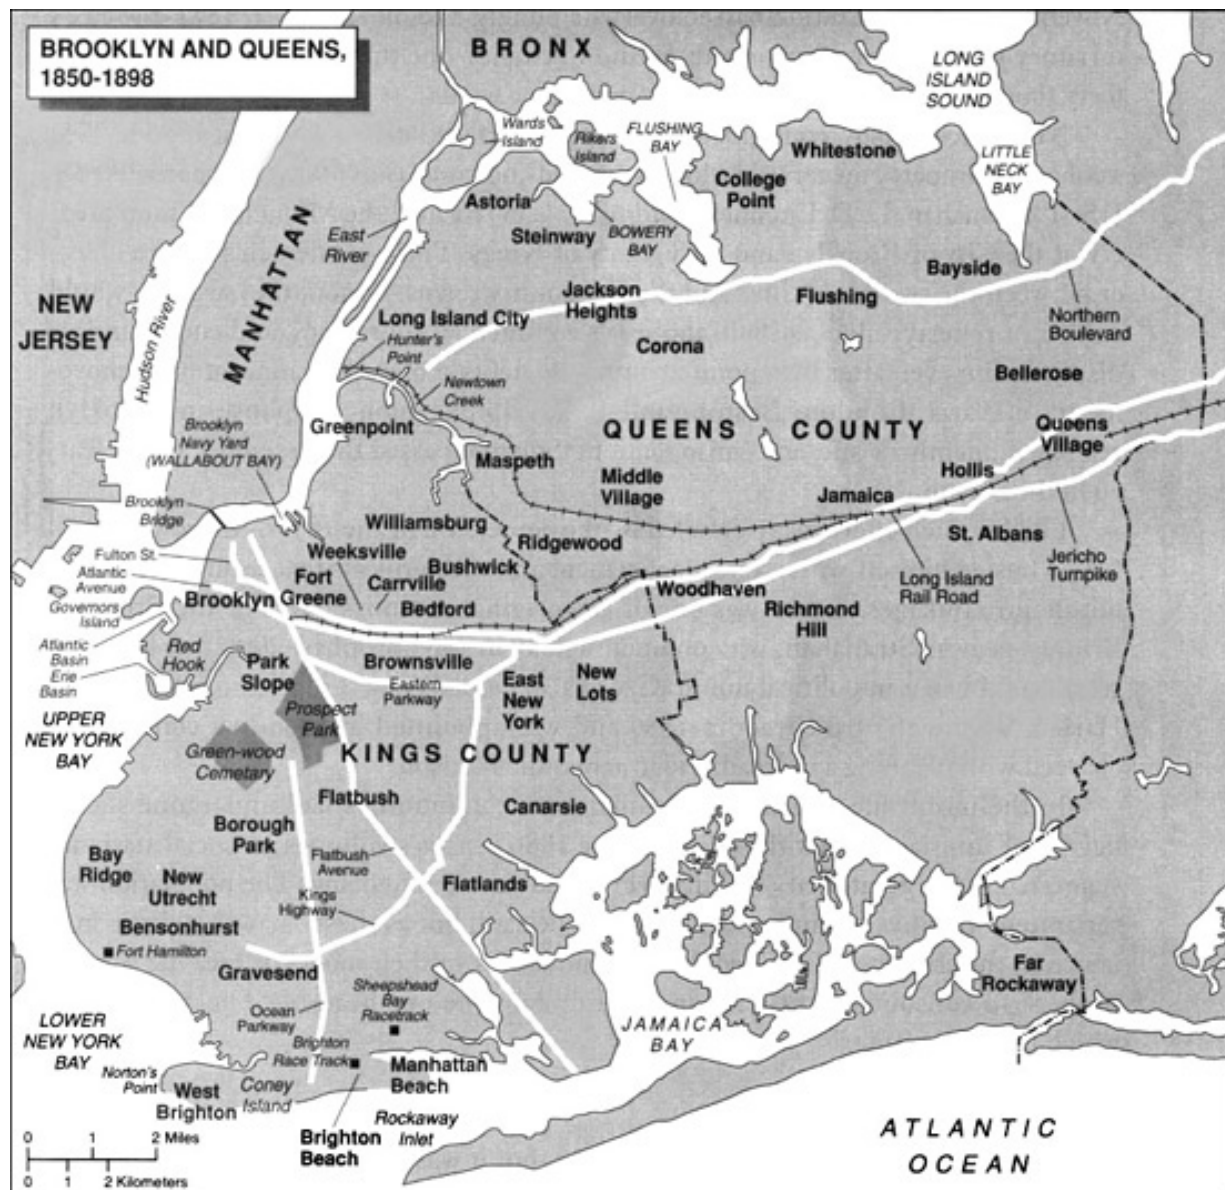 BROOKLYN AND QUEENS,
1850-1898
BRONX
LONG
ISLAND
SOUND
Wards
Island
Rikers
Island
FLUSHING
BAY
Whitestone
LITTLE
NECK
BAY
College
Point
Astoria
Steinway
BOWERY
BAY
East
River
MANHATTAN
Hudson River
NEW
JERSEY
Bayside
Flushing
Jackson
Heights
Long Island City
Hunter's
Point
Northern
Boulevard
Corona
Bellerose
Newtown
Creek
Brooklyn
Navy Yard
(WALLABOUT BAY)
Greenpoint
QUEENS COUNTY
Queens
Village
Maspeth
Middle
Village
Hollis
Jamaica
Brooklyn
Bridge
Williamsburg
Ridgewood
St. Albans
Fulton St.
Weeksville
Bushwick
Jericho
Turnpike
Atlantic
Avenue
Fort
Greene
Carrville
Bedford
Woodhaven
Long Island
Rail Road
Brooklyn
Governors
Island
Richmond
Hill
Atlantic
Basin
Erie
Basin
Red
Hook
Park
Slope
Brownsville
Eastern
Parkway
East
New
York
New
Lots
UPPER
NEW YORK
BAY
Prospect
Park
Green-wood
Cemetary
KINGS COUNTY
Flatbush
Canarsie
Borough
Park
Bay
Ridge
Flatbush
Avenue
New
Utrecht
Kings
Highway
Flatlands
Bensonhurst
Fort Hamilton
Gravesend
Far
Rockaway
Sheepshead
Bay
Racetrack
Ocean
Parkway
LOWER
NEW YORK
BAY
JAMAICA
BAY
Brighton
Race Track
Manhattan
Beach
Norton's
Point
West
Brighton
Coney
Island
Rockaway
Inlet
Brighton
Beach
ATLANTIC
OCEAN
0 1 2 Miles
0 1 2 Kilometers